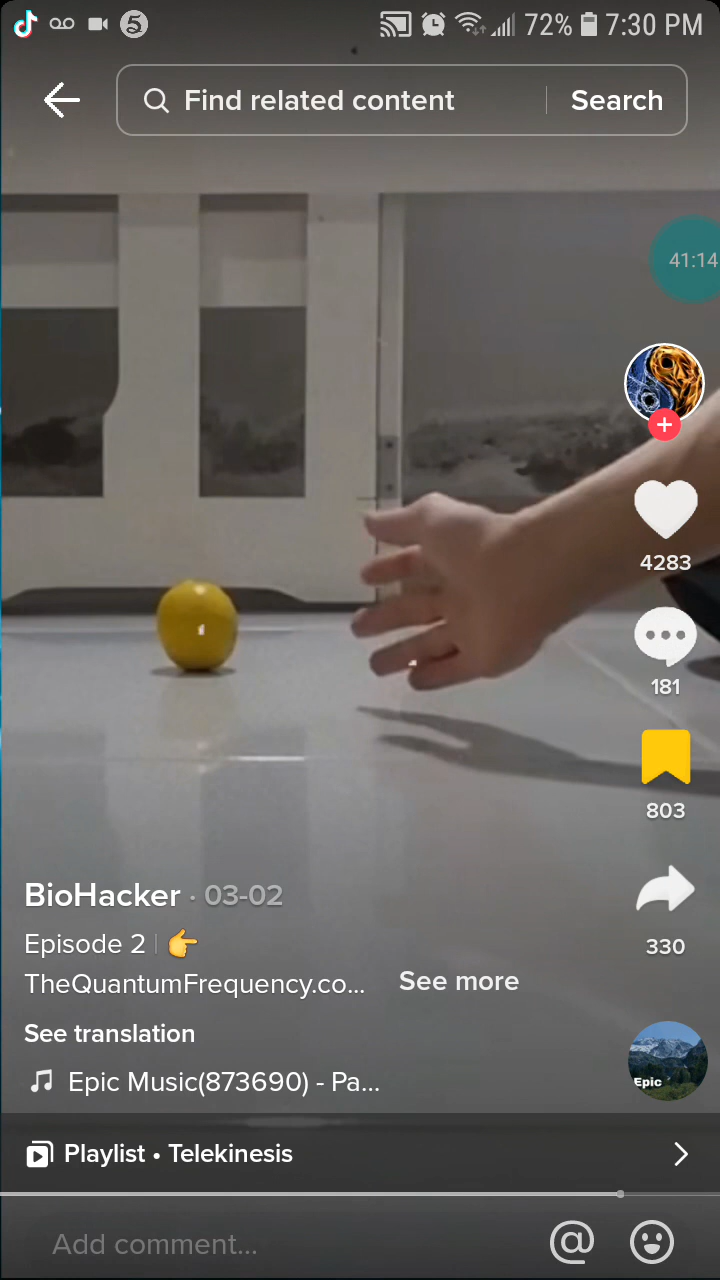 72% 7:30 PM
Find related content Search
41:14
4283
181
803
BioHacker · 03-02
Episode 2 | 👉
330
TheQuantumFrequency.co... See more
See translation
Epic Music(873690) - Pa...
Epic
Playlist • Telekinesis
Add comment...